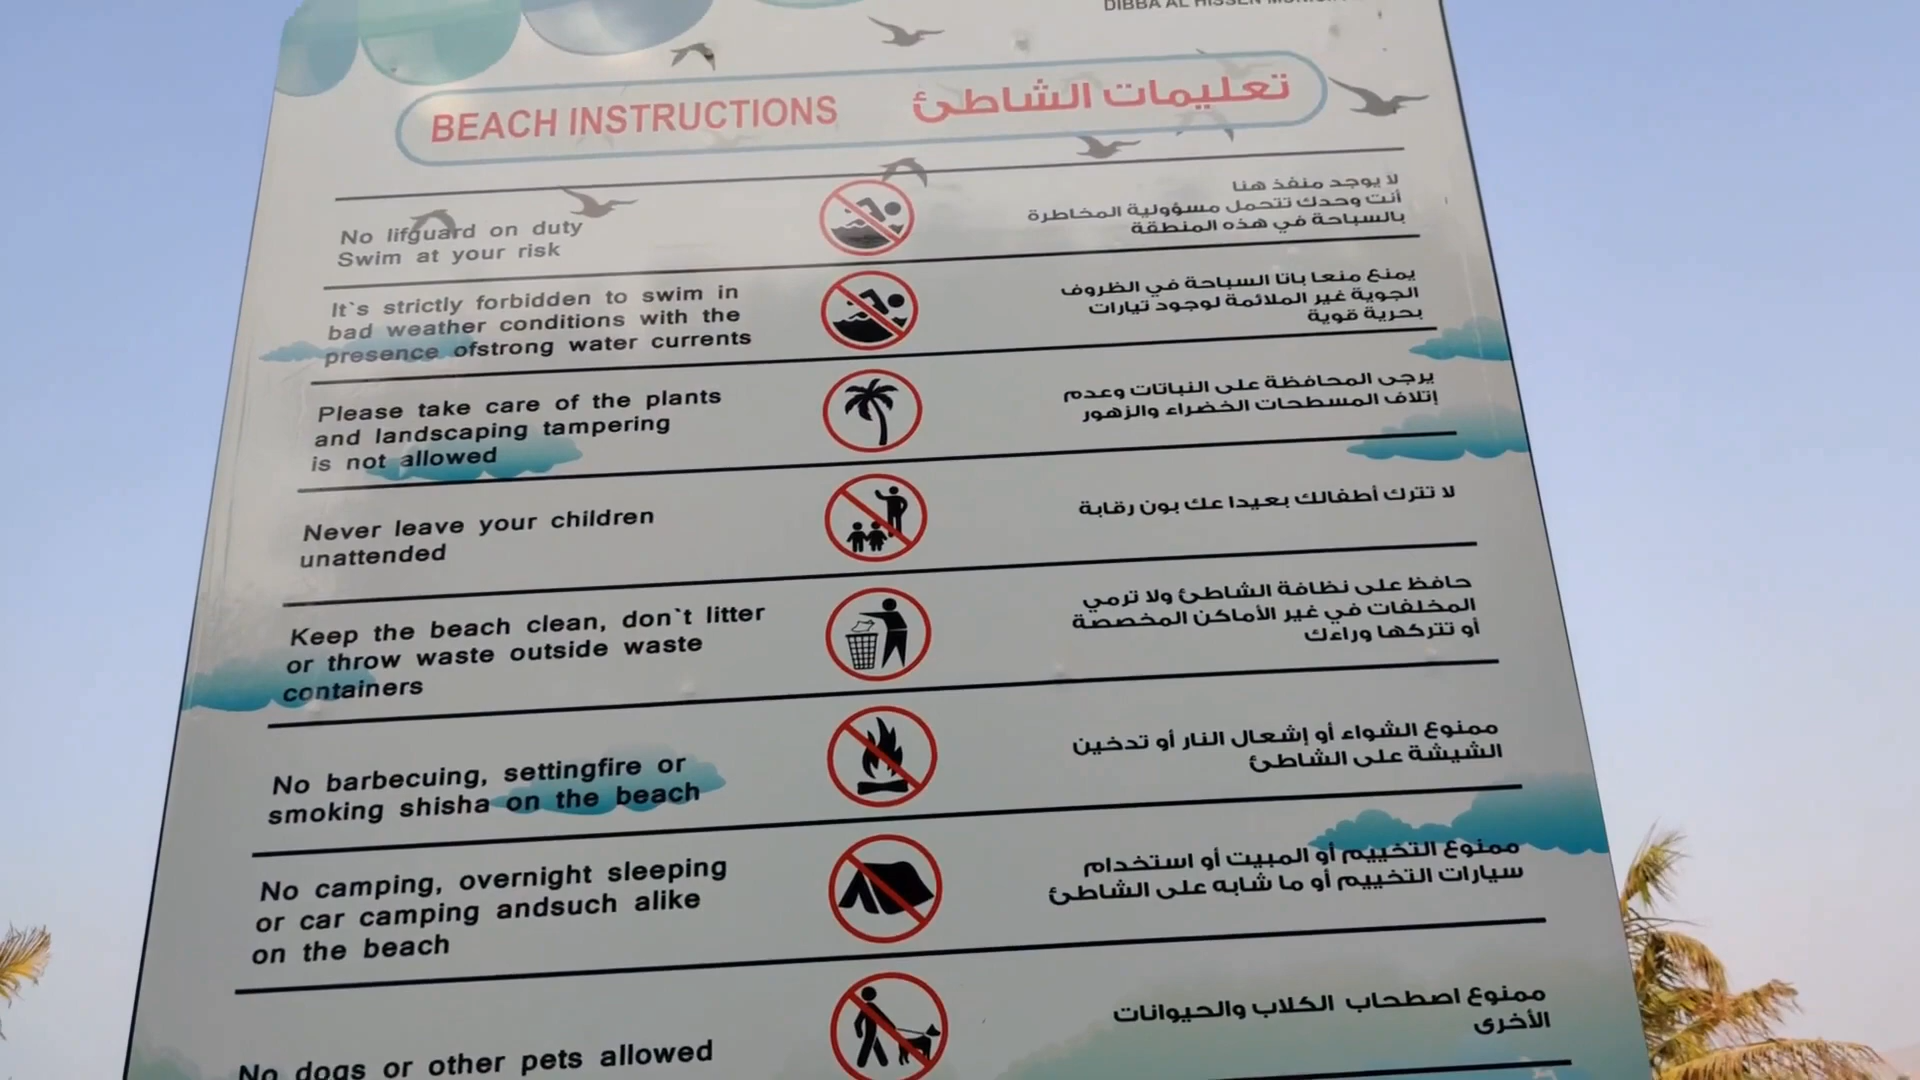 DIBBA AL HISSEN
BEACH INSTRUCTIONS
تعليمات الشاطئ
No lifguard on duty
Swim at your risk
لا يوجد منقذ هنا
أنت وحدك تتحمل مسؤولية المخاطرة
بالسباحة في هذه المنطقة
It`s strictly forbidden to swim in
bad weather conditions with the
presence ofstrong water currents
يمنع منعا باتا السباحة في الظروف
الجوية غير الملائمة لوجود تيارات
بحرية قوية
Please take care of the plants
and landscaping tampering
is not allowed
يرجى المحافظة على النباتات وعدم
إتلاف المسطحات الخضراء والزهور
Never leave your children
unattended
لا تترك أطفالك بعيدا عك بون رقابة
Keep the beach clean, don`t litter
or throw waste outside waste
containers
حافظ على نظافة الشاطئ ولا ترمي
المخلفات في غير الأماكن المخصصة
أو تتركها وراءك
No barbecuing, settingfire or
smoking shisha on the beach
ممنوع الشواء أو إشعال النار أو تدخين
الشيشة على الشاطئ
No camping, overnight sleeping
or car camping andsuch alike
on the beach
ممنوع التخييم أو المبيت أو استخدام
سيارات التخييم أو ما شابه على الشاطئ
No dogs or other pets allowed
ممنوع اصطحاب الكلاب والحيوانات
الأخرى